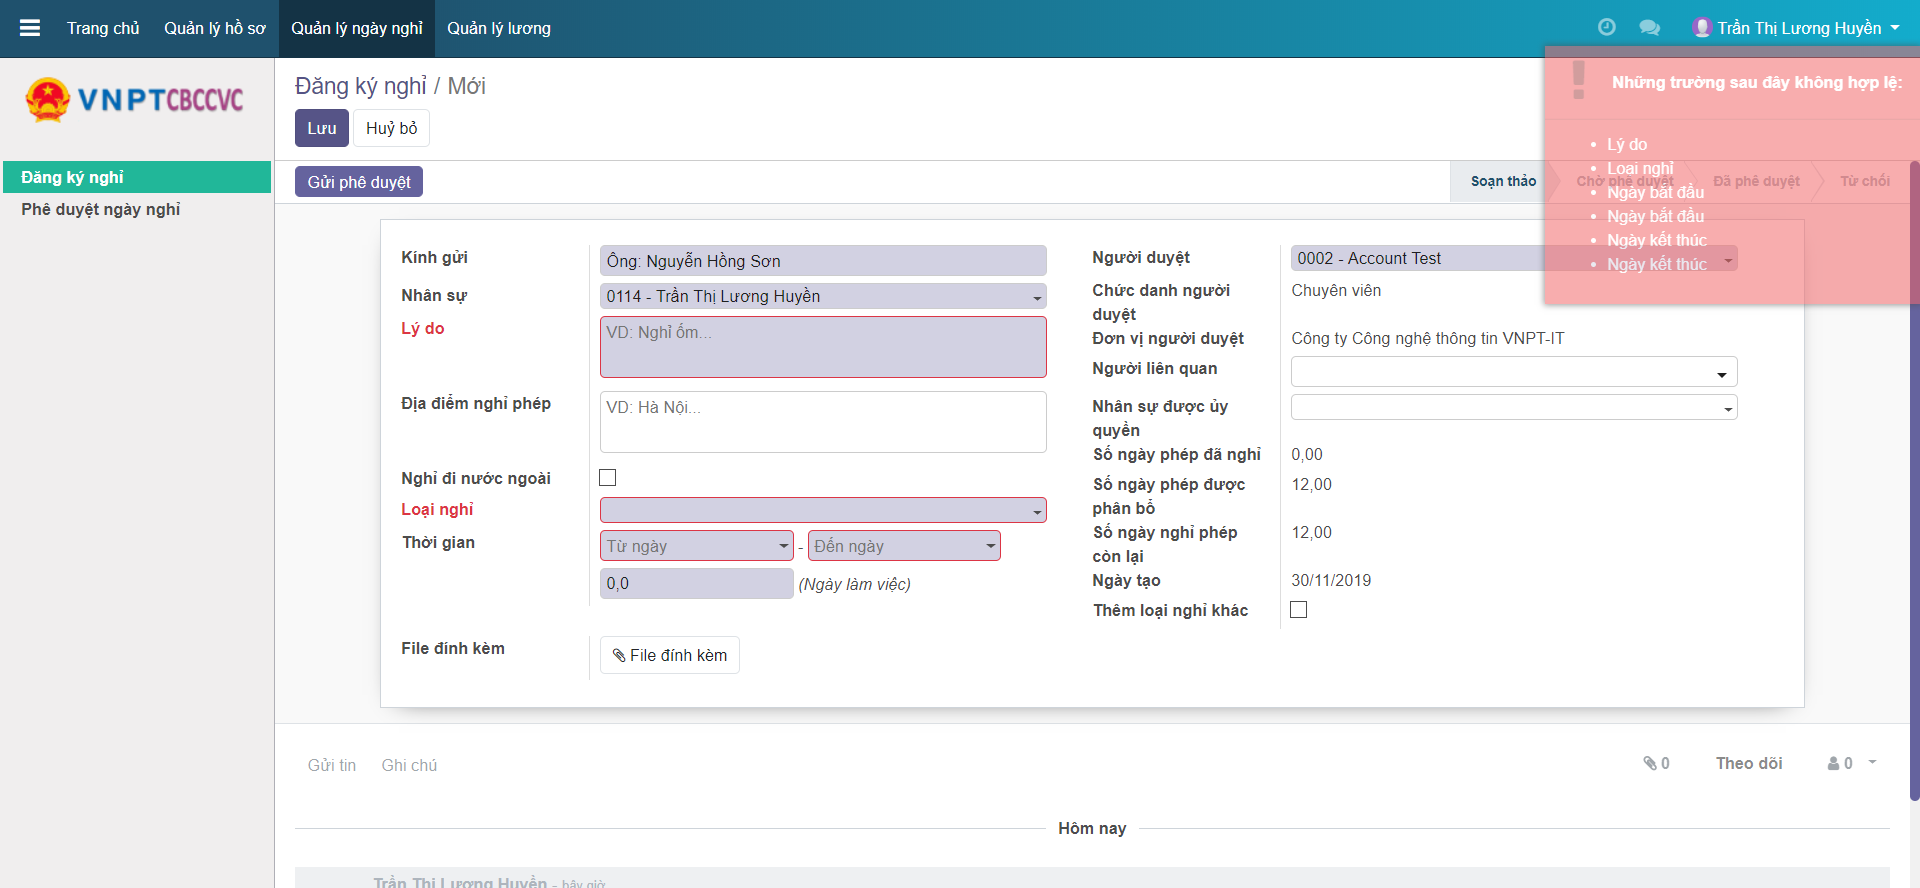 Trang chủ Quản lý hồ sơ Quản lý ngày nghỉ Quản lý lương Trần Thị Lương Huyền
VNPTCBCCVC
Đăng ký nghỉ
Phê duyệt ngày nghỉ
Đăng ký nghỉ / Mới
Lưu Huỷ bỏ
Gửi phê duyệt
Soạn thảo Chờ phê duyệt Đã phê duyệt Từ chối
Những trường sau đây không hợp lệ:
Lý do
Loại nghỉ
Ngày bắt đầu
Ngày bắt đầu
Ngày kết thúc
Ngày kết thúc
Kính gửi Ông: Nguyễn Hồng Sơn
Nhân sự 0114 - Trần Thị Lương Huyền
Lý do VD: Nghỉ ốm...
Địa điểm nghỉ phép VD: Hà Nội...
Nghỉ đi nước ngoài
Loại nghỉ
Thời gian Từ ngày - Đến ngày
0,0 (Ngày làm việc)
File đính kèm File đính kèm
Người duyệt 0002 - Account Test
Chức danh người
duyệt
Chuyên viên
Đơn vị người duyệt Công ty Công nghệ thông tin VNPT-IT
Người liên quan
Nhân sự được ủy
quyền
Số ngày phép đã nghỉ 0,00
Số ngày phép được
phân bổ
12,00
Số ngày nghỉ phép
còn lại
12,00
Ngày tạo 30/11/2019
Thêm loại nghỉ khác
Gửi tin Ghi chú 0 Theo dõi 0
Hôm nay
Trần Thị Lương Huyền - bây giờ